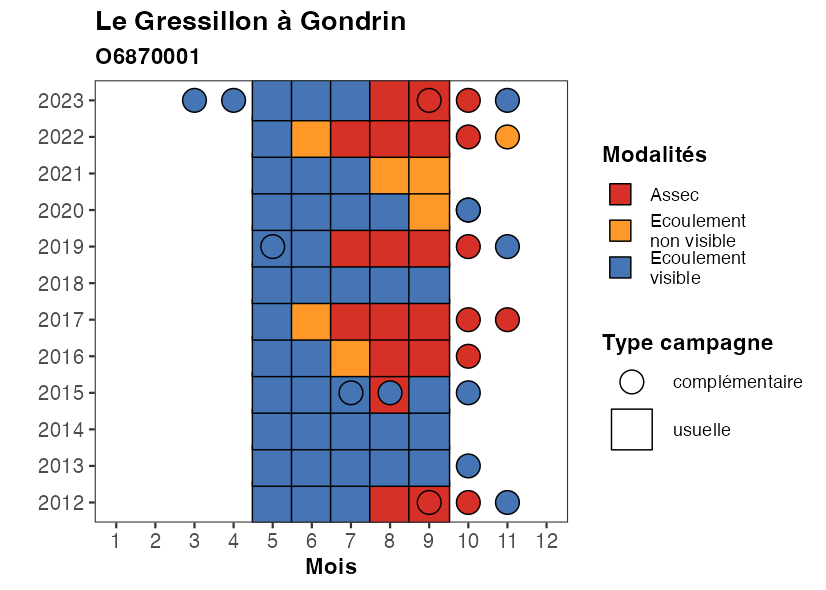 Le Gressillon à Gondrin
O6870001
2023
2022
2021
2020
2019
2018
2017
2016
2015
2014
2013
2012
1 2 3 4 5 6 7 8 9 10 11 12
Mois
Modalités
Assec
Ecoulement
non visible
Ecoulement
visible
Type campagne
complémentaire
usuelle